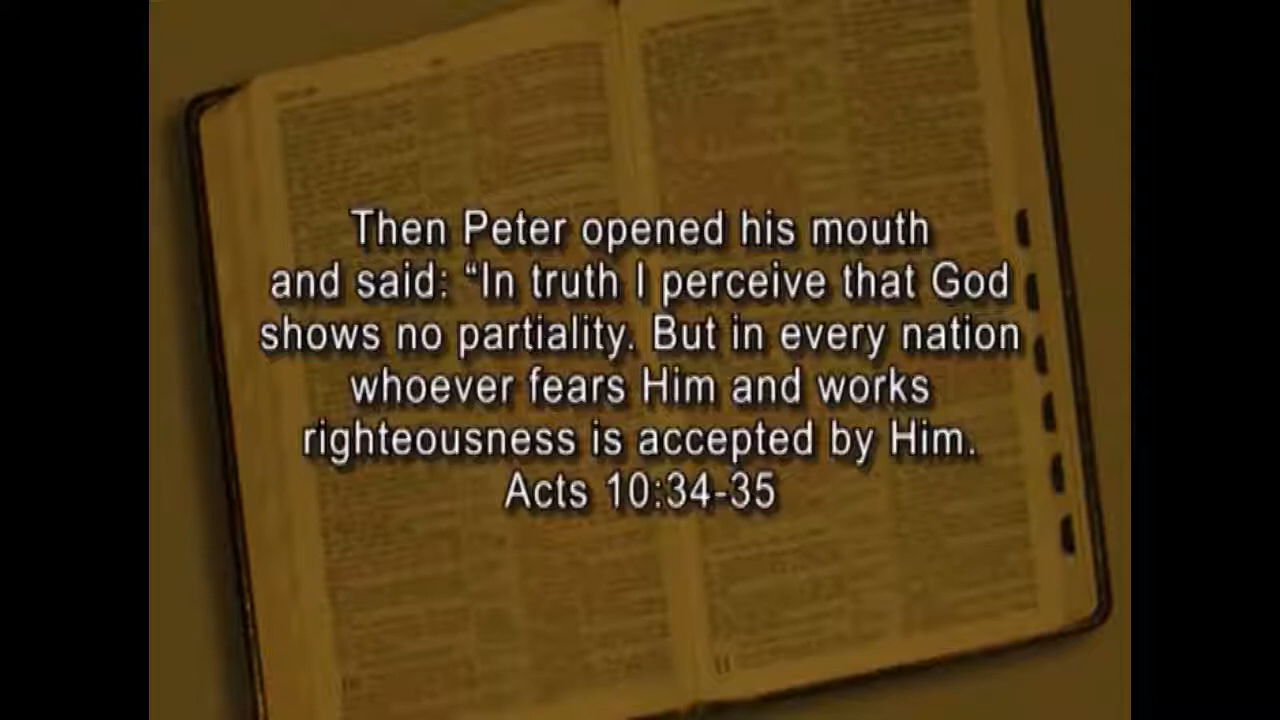 Then Peter opened his mouth
and said: “In truth I perceive that God
shows no partiality. But in every nation
whoever fears Him and works
righteousness is accepted by Him.
Acts 10:34-35